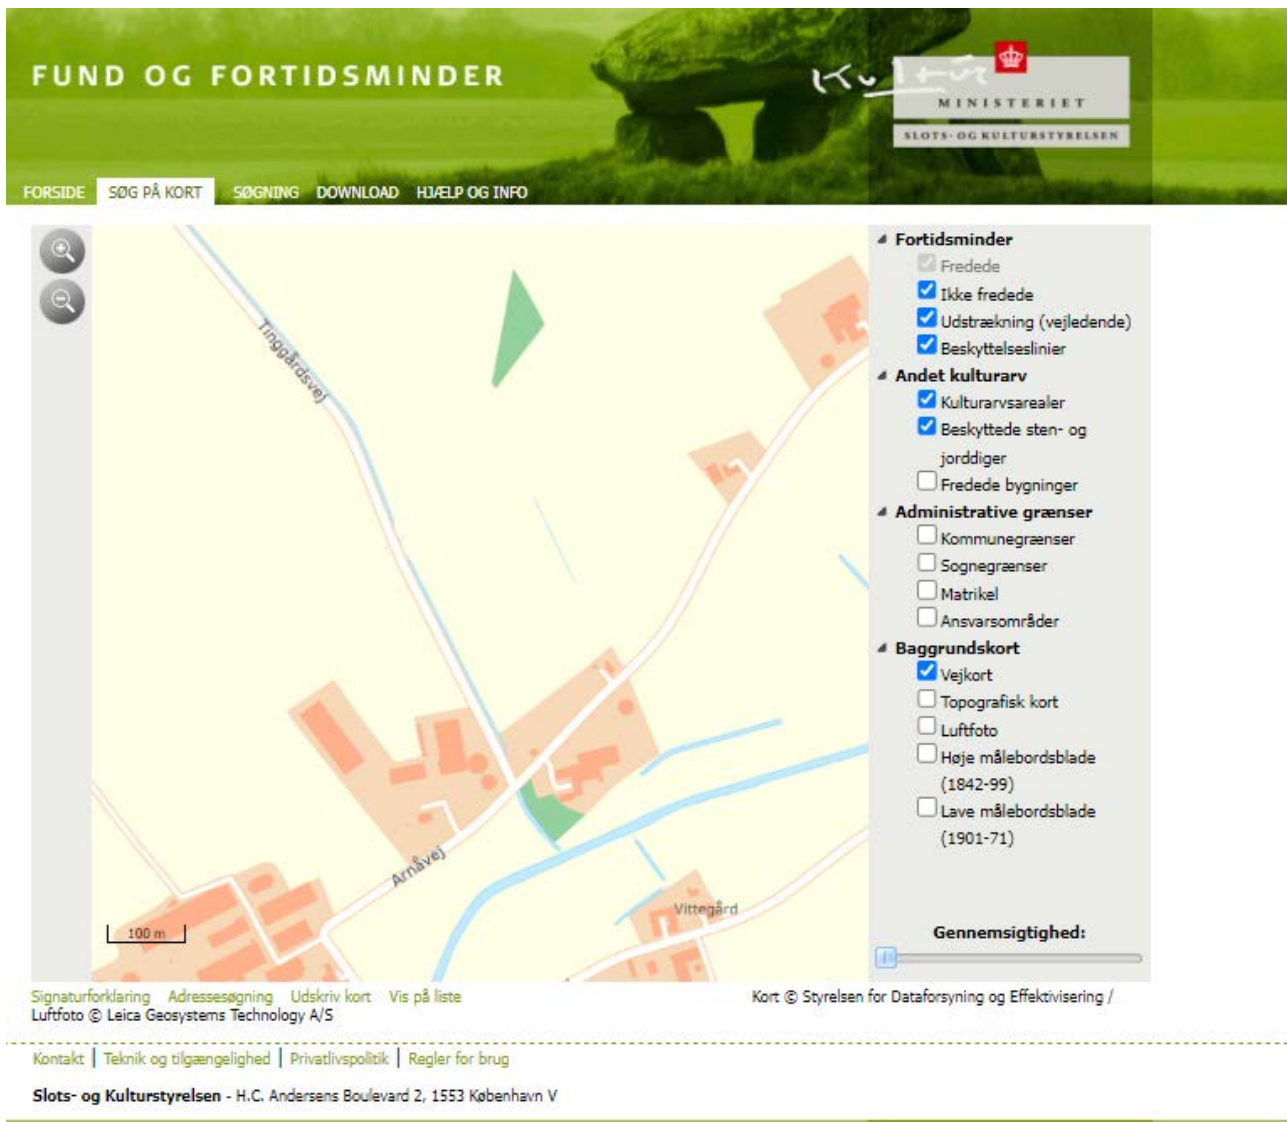 FUND OG FORTIDSMINDER
Kultur
MINISTERIET
SLOTS- OG KULTURSTYRELSEN
FORSIDE SØG PÅ KORT SØGNING DOWNLOAD HJÆLP OG INFO
Tinggårdsvej
Arnåvej
Vittegård
100 m
Fortidsminder
Fredede
Ikke fredede
Udstrækning (vejledende)
Beskyttelseslinier
Andet kulturarv
Kulturarvsarealer
Beskyttede sten- og
jorddiger
Fredede bygninger
Administrative grænser
Kommunegrænser
Sognegrænser
Matrikel
Ansvarsområder
Baggrundskort
Vejkort
Topografisk kort
Luftfoto
Høje målebordsblade
(1842-99)
Lave målebordsblade
(1901-71)
Gennemsigtighed:
Signaturforklaring Adressesøgning Udskriv kort Vis på liste
Kort © Styrelsen for Dataforsyning og Effektivisering /
Luftfoto © Leica Geosystems Technology A/S
Kontakt | Teknik og tilgængelighed | Privatlivspolitik | Regler for brug
Slots- og Kulturstyrelsen - H.C. Andersens Boulevard 2, 1553 København V